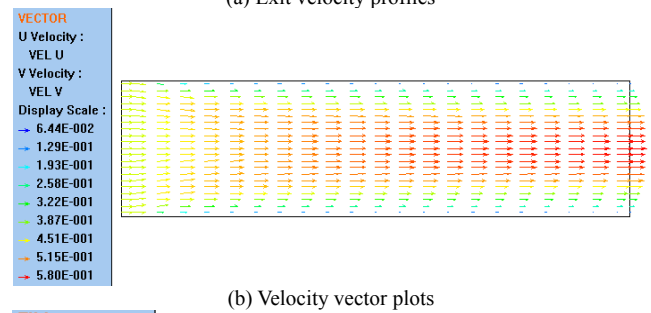 (a) Exit velocity profiles
VECTOR
U Velocity :
VEL U
V Velocity :
VEL V
Display Scale :
6.44E-002
1.29E-001
1.93E-001
2.58E-001
3.22E-001
3.87E-001
4.51E-001
5.15E-001
5.80E-001
(b) Velocity vector plots